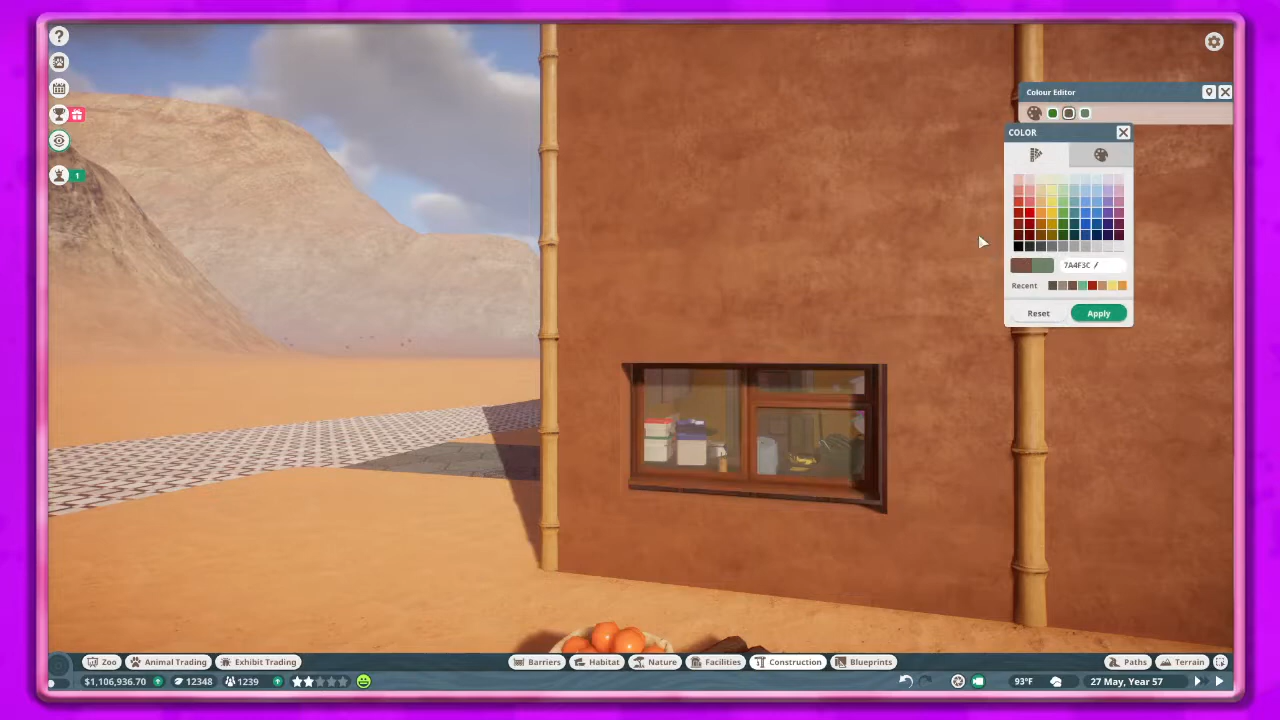 ?
1
Colour Editor
COLOR
7A4F3C
Recent
Reset
Apply
Zoo
Animal Trading
Exhibit Trading
Barriers
Habitat
Nature
Facilities
Construction
Blueprints
Paths
Terrain
$1,106,936.70
12348
1239
93°F
27 May, Year 57